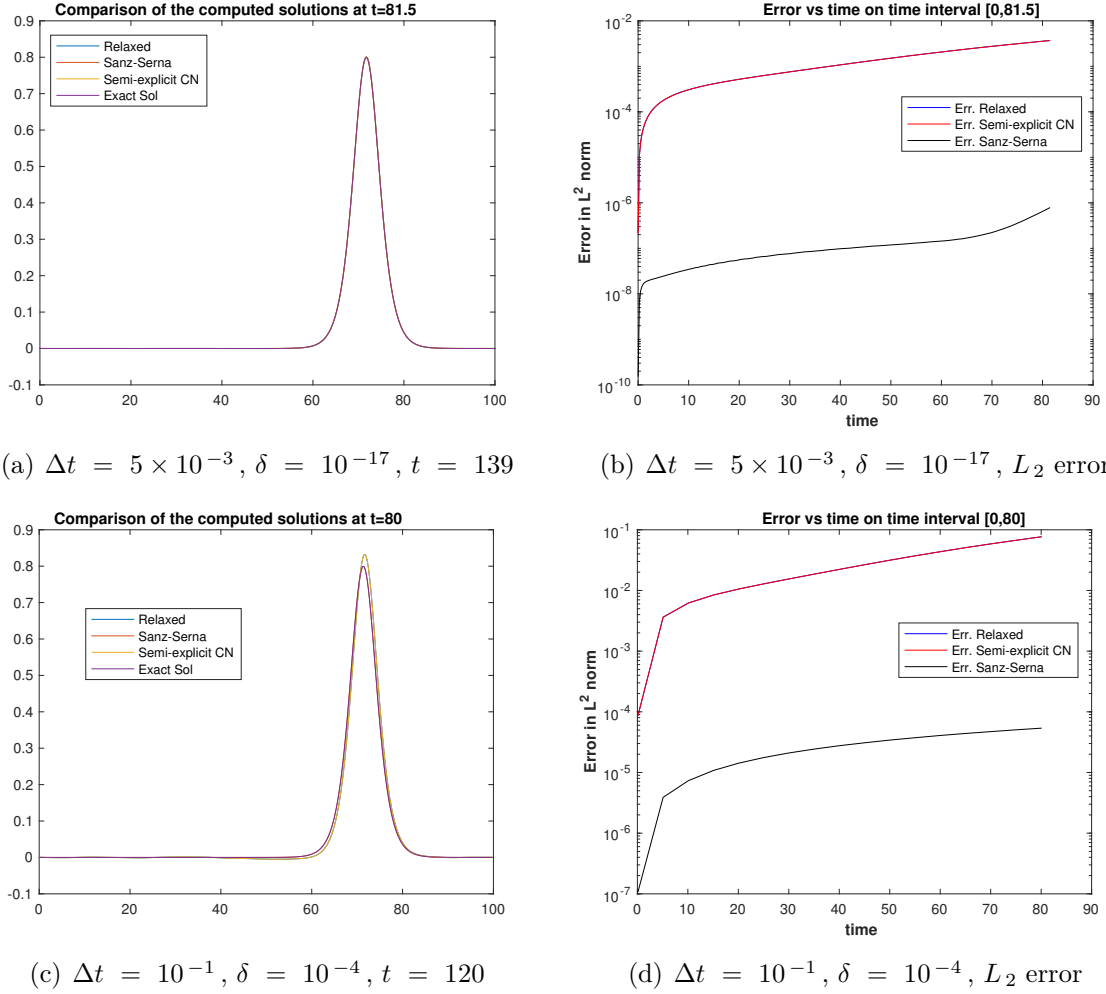 Comparison of the computed solutions at t=81.5
0.9
0.8
0.7
0.6
0.5
0.4
0.3
0.2
0.1
0
-0.1
Relaxed
Sanz-Serna
Semi-explicit CN
Exact Sol
0 20 40 60 80 100
(a) Δt = 5 × 10^{-3}, δ = 10^{-17}, t = 139
Error vs time on time interval [0,81.5]
Error in L^2 norm
10^{-2}
10^{-4}
10^{-6}
10^{-8}
10^{-10}
Err. Relaxed
Err. Semi-explicit CN
Err. Sanz-Serna
0 10 20 30 40 50 60 70 80 90
time
(b) Δt = 5 × 10^{-3}, δ = 10^{-17}, L_2 error
Comparison of the computed solutions at t=80
0.9
0.8
0.7
0.6
0.5
0.4
0.3
0.2
0.1
0
-0.1
Relaxed
Sanz-Serna
Semi-explicit CN
Exact Sol
0 20 40 60 80 100
(c) Δt = 10^{-1}, δ = 10^{-4}, t = 120
Error vs time on time interval [0,80]
Error in L^2 norm
10^{-1}
10^{-2}
10^{-3}
10^{-4}
10^{-5}
10^{-6}
10^{-7}
Err. Relaxed
Err. Semi-explicit CN
Err. Sanz-Serna
0 10 20 30 40 50 60 70 80 90
time
(d) Δt = 10^{-1}, δ = 10^{-4}, L_2 error